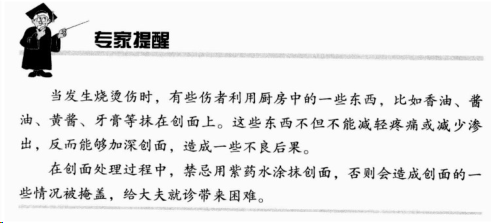 专家提醒
当发生烧烫伤时，有些伤者利用厨房中的一些东西，比如香油、酱
油、黄酱、牙膏等抹在创面上。这些东西不但不能减轻疼痛或减少渗
出，反而能够加深创面，造成一些不良后果。
在创面处理过程中，禁忌用紫药水涂抹创面，否则会造成创面的一
些情况被掩盖，给大夫就诊带来困难。